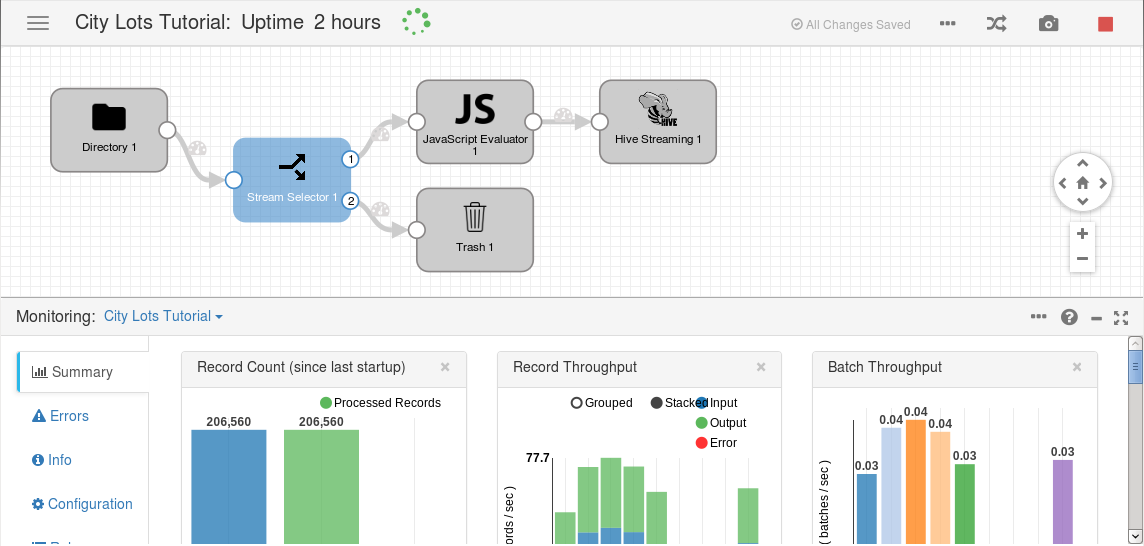 City Lots Tutorial: Uptime 2 hours
All Changes Saved
Directory 1
Stream Selector 1
1
2
JS
JavaScript Evaluator
1
HIVE
Hive Streaming 1
Trash 1
Monitoring: City Lots Tutorial
Summary
Errors
Info
Configuration
Record Count (since last startup)
Processed Records
206,560 206,560
Record Throughput
Grouped Stacked Input
Output
Error
77.7
ords / sec )
Batch Throughput
0.03 0.04 0.04 0.04 0.03 0.03
( batches / sec )